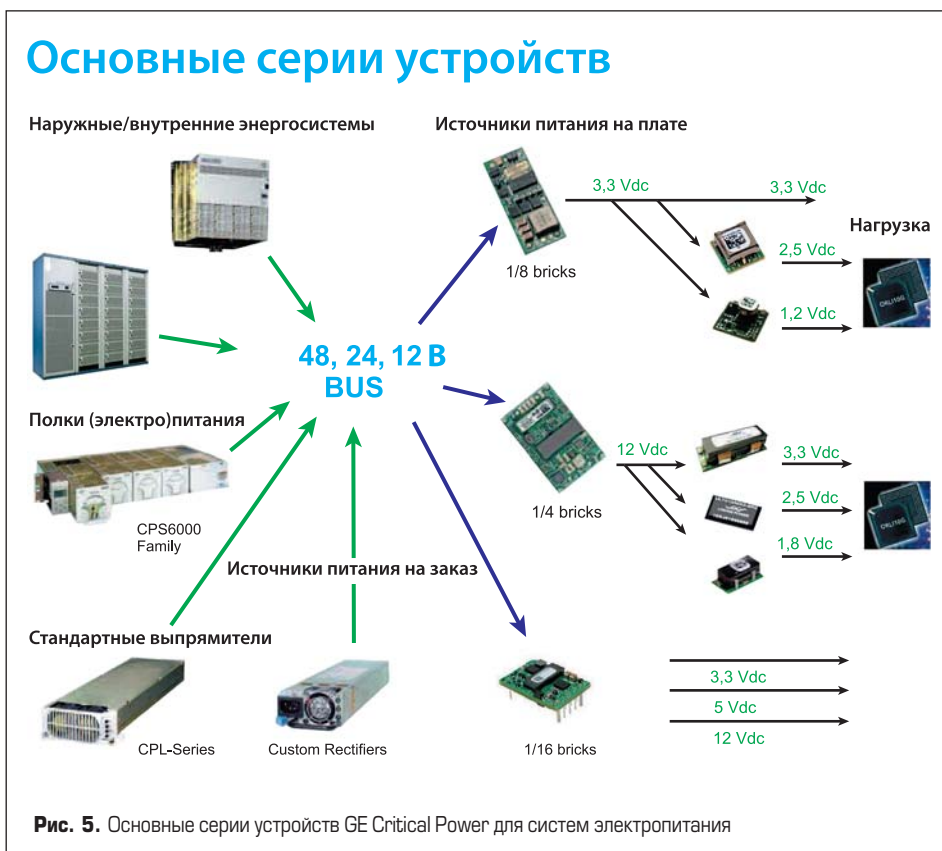 Основные серии устройств
Наружные/внутренние энергосистемы
Источники питания на плате
3,3 Vdc
3,3 Vdc
Нагрузка
2,5 Vdc
1/8 bricks
1,2 Vdc
48, 24, 12 В
BUS
Полки (электро)питания
12 Vdc
3,3 Vdc
2,5 Vdc
1/4 bricks
CPS6000
Family
1,8 Vdc
Источники питания на заказ
Стандартные выпрямители
3,3 Vdc
5 Vdc
12 Vdc
CPL-Series
Custom Rectifiers
1/16 bricks
Рис. 5. Основные серии устройств GE Critical Power для систем электропитания